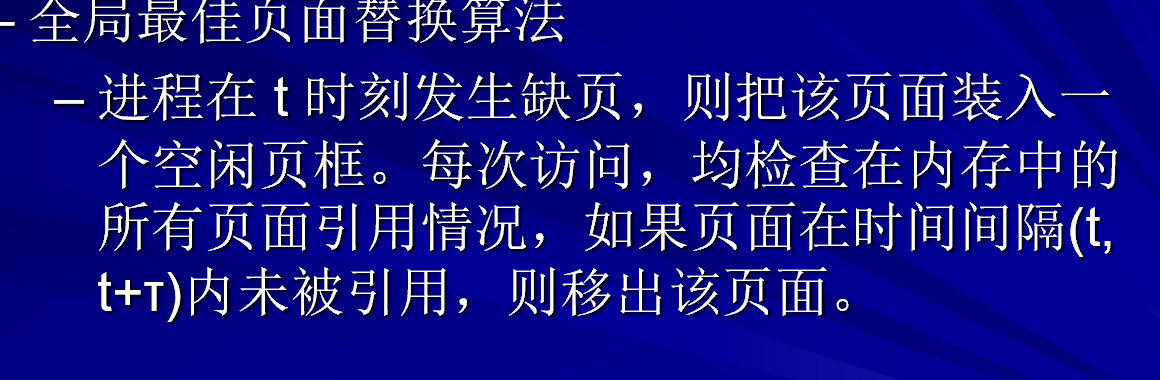 – 全局最佳页面替换算法
– 进程在 t 时刻发生缺页，则把该页面装入一
个空闲页框。每次访问，均检查在内存中的
所有页面引用情况，如果页面在时间间隔(t,
t+τ)内未被引用，则移出该页面。